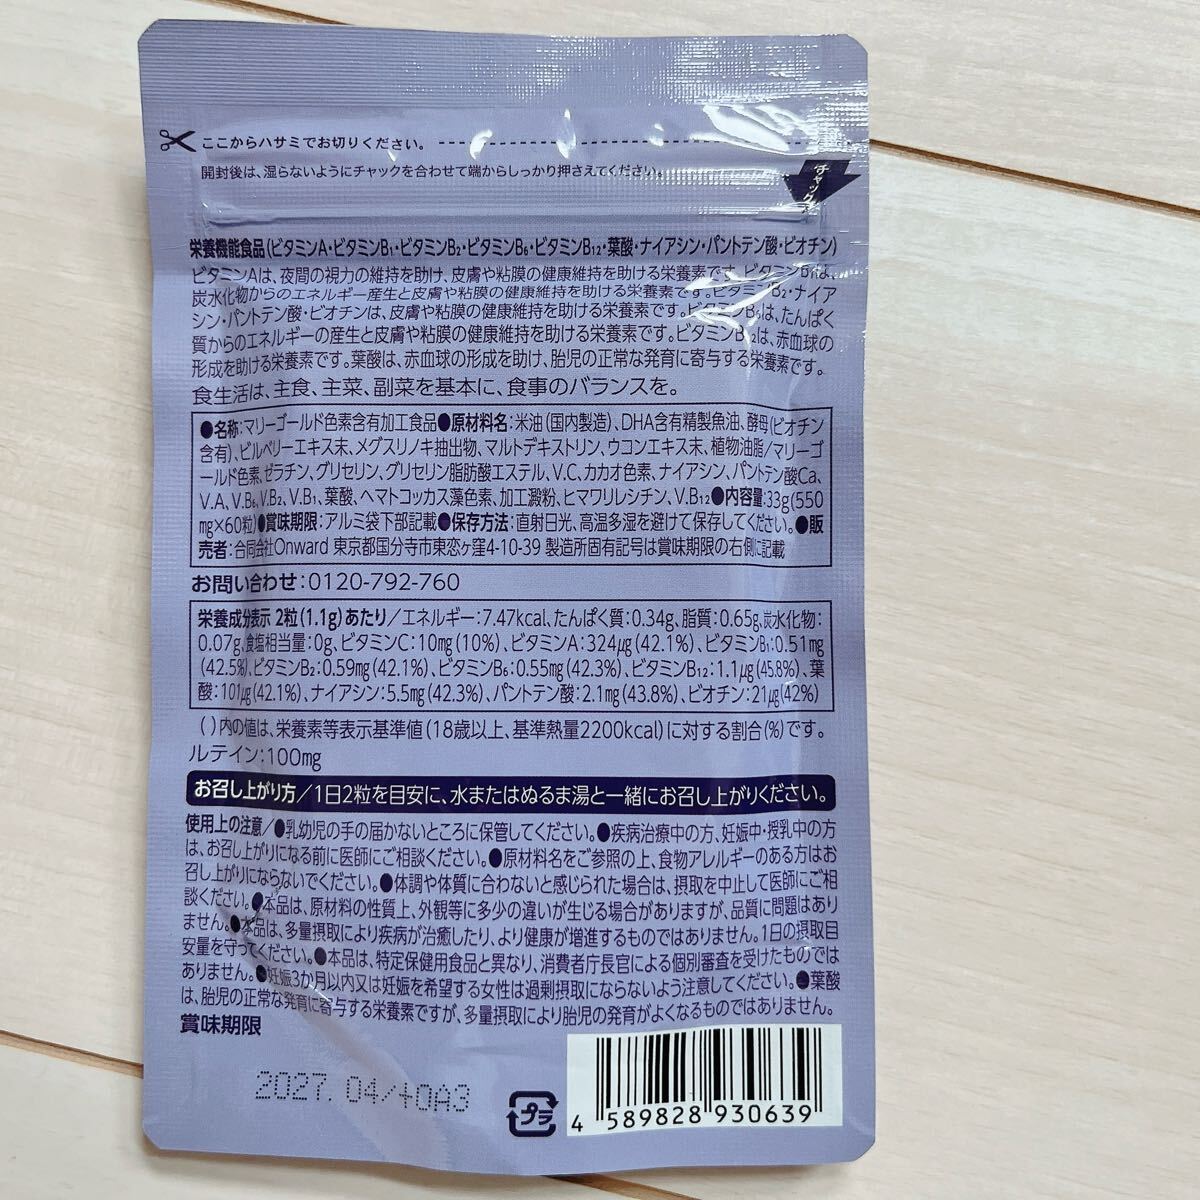 ここからハサミでお切りください。
開封後は、湿らないようにチャックを合わせて端からしっかり押さえてください。
チャック
栄養機能食品(ビタミンA・ビタミンB1・ビタミンB2・ビタミンB6・ビタミンB12・葉酸・ナイアシン・パントテン酸・ビオチン)
ビタミンAは、夜間の視力の維持を助け、皮膚や粘膜の健康維持を助ける栄養素です。ビタミンB1は、
炭水化物からのエネルギー産生と皮膚や粘膜の健康維持を助ける栄養素です。ビタミンB2・ナイア
シン・パントテン酸・ビオチンは、皮膚や粘膜の健康維持を助ける栄養素です。ビタミンB6は、たんぱく
質からのエネルギーの産生と皮膚や粘膜の健康維持を助ける栄養素です。ビタミンB12は、赤血球の
形成を助ける栄養素です。葉酸は、赤血球の形成を助け、胎児の正常な発育に寄与する栄養素です。
食生活は、主食、主菜、副菜を基本に、食事のバランスを。
●名称:マリーゴールド色素含有加工食品●原材料名:米油(国内製造)、DHA含有精製魚油、酵母(ビオチン
含有)、ビルベリーエキス末、メグスリノキ抽出物、マルトデキストリン、ウコンエキス末、植物油脂/マリーゴ
ールド色素、ゼラチン、グリセリン、グリセリン脂肪酸エステル、V.C、カカオ色素、ナイアシン、パントテン酸Ca、
V.A、V.B6、V.B2、V.B1、葉酸、ヘマトコッカス藻色素、加工澱粉、ヒマワリレシチン、V.B12●内容量:33g(550
mg×60粒)●賞味期限:アルミ袋下部記載●保存方法:直射日光、高温多湿を避けて保存してください。●販
売者:合同会社Onward 東京都国分寺市東恋ヶ窪4-10-39 製造所固有記号は賞味期限の右側に記載
お問い合わせ:0120-792-760
栄養成分表示 2粒(1.1g)あたり/エネルギー:7.47kcal、たんぱく質:0.34g、脂質:0.65g、炭水化物:
0.07g、食塩相当量:0g、ビタミンC:10mg(10%)、ビタミンA:324μg(42.1%)、ビタミンB1:0.51mg
(42.5%)、ビタミンB2:0.59mg(42.1%)、ビタミンB6:0.55mg(42.3%)、ビタミンB12:1.1μg(45.8%)、葉
酸:101μg(42.1%)、ナイアシン:5.5mg(42.3%)、パントテン酸:2.1mg(43.8%)、ビオチン:21μg(42%)
( )内の値は、栄養素等表示基準値(18歳以上、基準熱量2200kcal)に対する割合(%)です。
ルテイン:100mg
お召し上がり方/1日2粒を目安に、水またはぬるま湯と一緒にお召し上がりください。
使用上の注意/●乳幼児の手の届かないところに保管してください。●疾病治療中の方、妊娠中・授乳中の方
は、お召し上がりになる前に医師にご相談ください。●原材料名をご参照の上、食物アレルギーのある方はお
召し上がりにならないでください。●体調や体質に合わないと感じられた場合は、摂取を中止して医師にご相
談ください。●本品は、原材料の性質上、外観等に多少の違いが生じる場合がありますが、品質に問題はあり
ません。●本品は、多量摂取により疾病が治癒したり、より健康が増進するものではありません。1日の摂取目
安量を守ってください。●本品は、特定保健用食品と異なり、消費者庁長官による個別審査を受けたものでは
ありません。●妊娠3か月以内又は妊娠を希望する女性は過剰摂取にならないよう注意してください。●葉酸
は、胎児の正常な発育に寄与する栄養素ですが、多量摂取により胎児の発育がよくなるものではありません。
賞味期限
2027.04/+OA3
プラ
4 589828 930639